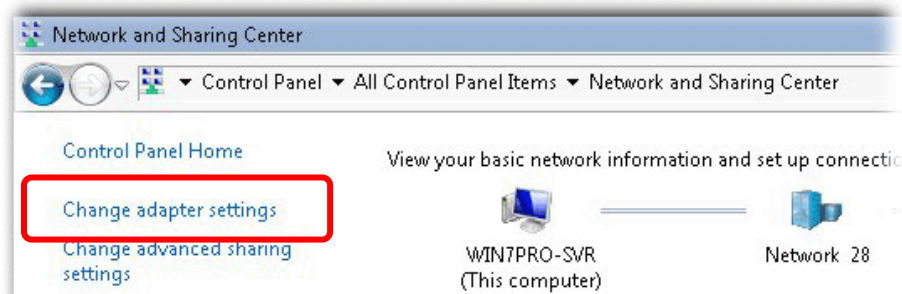 Network and Sharing Center
Control Panel All Control Panel Items Network and Sharing Center
Control Panel Home
View your basic network information and set up
Change adapter settings
Change advanced sharing
settings
WIN7PRO-SVR
(This computer)
Network 28